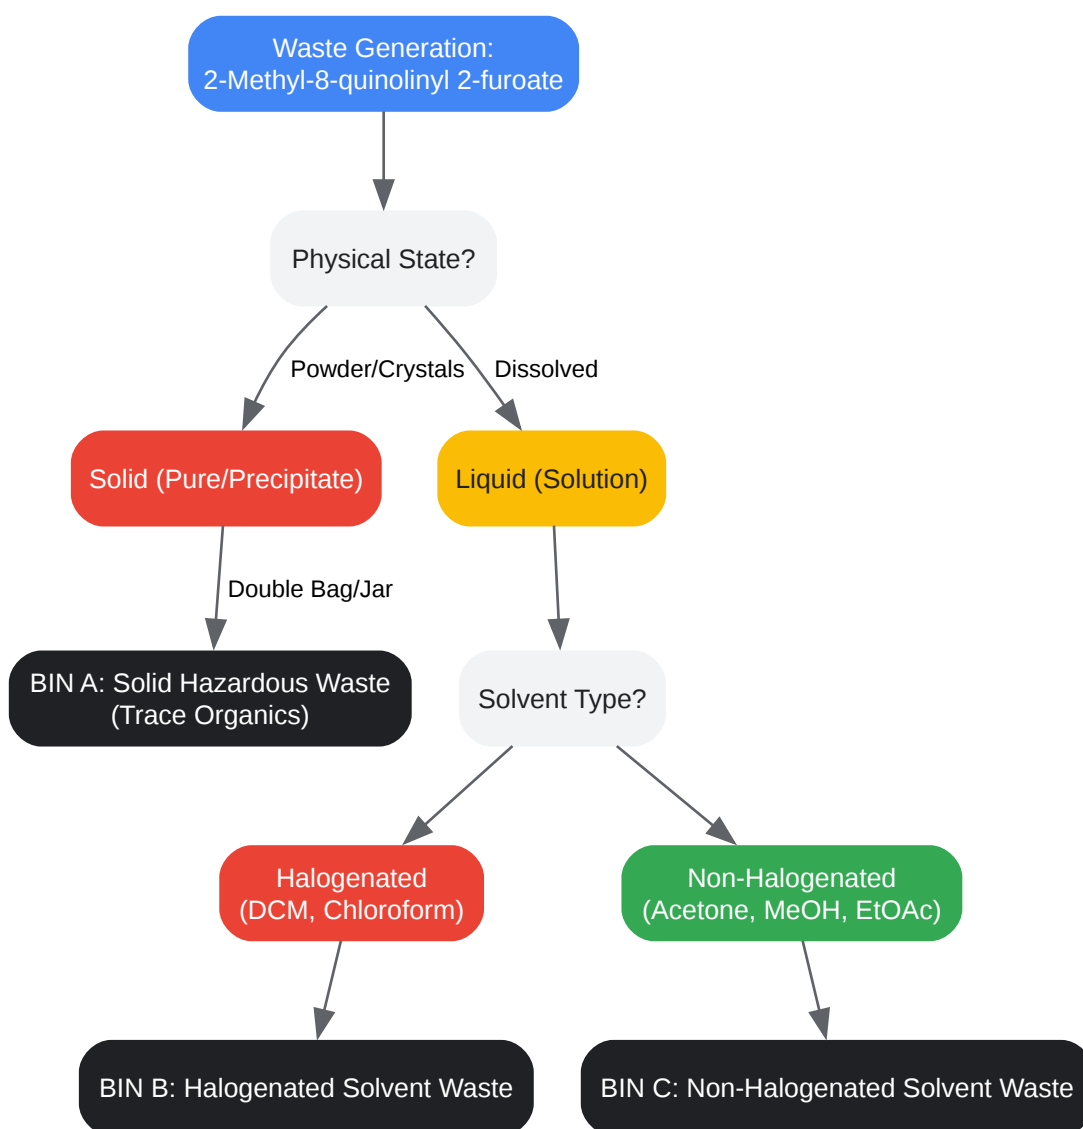 Waste Generation:
2-Methyl-8-quinolinyl 2-furoate
Physical State?
Powder/Crystals
Dissolved
Solid (Pure/Precipitate)
Liquid (Solution)
Double Bag/Jar
BIN A: Solid Hazardous Waste
(Trace Organics)
Solvent Type?
Halogenated
(DCM, Chloroform)
Non-Halogenated
(Acetone, MeOH, EtOAc)
BIN B: Halogenated Solvent Waste
BIN C: Non-Halogenated Solvent Waste